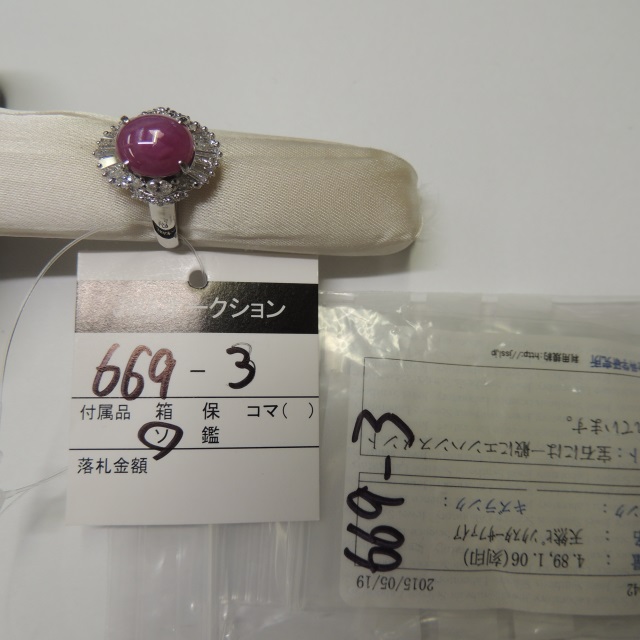 クション
669-3
付属品 箱 保 コマ( )
ソ 鑑
落札金額
669-3
2015/05/19
4.89,1.06(刻印)
天然ピンクスターサファイア
キズランク :
ト:宝石には一般にエンハンスメント
れています。